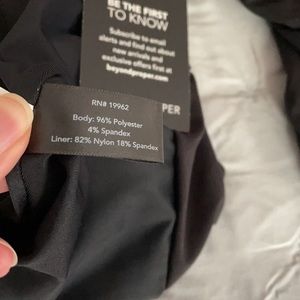 BE THE FIRST
TO KNOW
Subscribe to email
alerts and find out about
new arrivals and
exclusive offers first at
beyondproper.com
PER
RN# 19962
Body: 96% Polyester
4% Spandex
Liner: 82% Nylon 18% Spandex